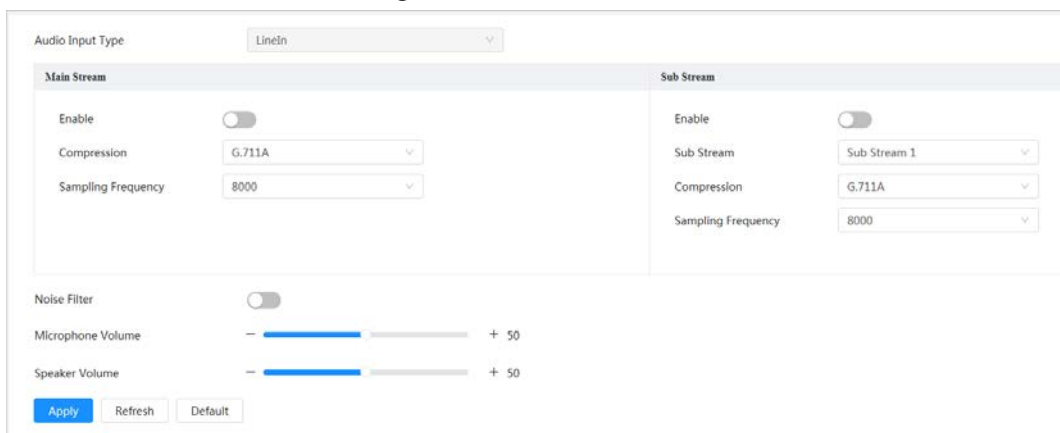 Audio Input Type LineIn
Main Stream Sub Stream
Enable Enable
Compression G.711A Sub Stream Sub Stream 1
Sampling Frequency 8000 Compression G.711A
Sampling Frequency 8000
Noise Filter
Microphone Volume − + 50
Speaker Volume − + 50
Apply Refresh Default